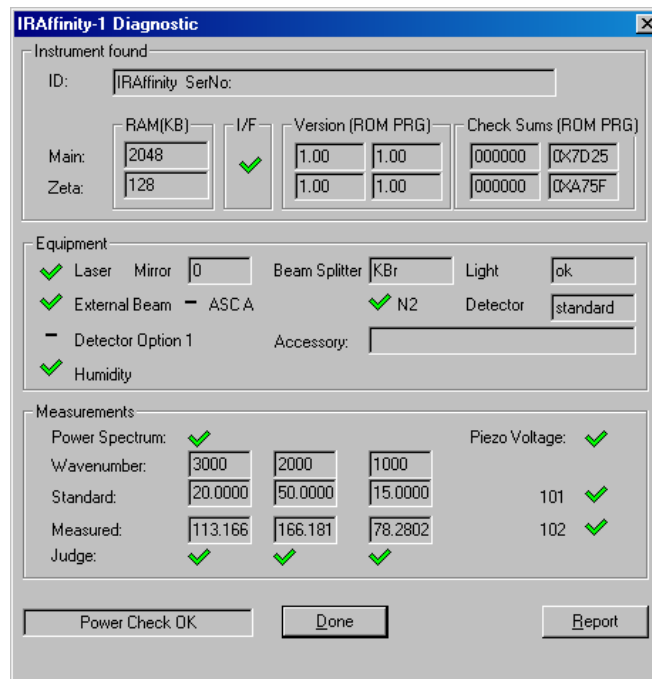 IRAffinity-1 Diagnostic
Instrument found
ID: IRAffinity SerNo:
RAM(KB) I/F Version (ROM PRG) Check Sums (ROM PRG)
Main: 2048 1.00 1.00 000000 0X7D25
Zeta: 128 1.00 1.00 000000 0XA75F
Equipment
Laser Mirror 0 Beam Splitter KBr Light ok
External Beam ASC A N2 Detector standard
Detector Option 1 Accessory:
Humidity
Measurements
Power Spectrum: Piezo Voltage:
Wavenumber: 3000 2000 1000
Standard: 20.0000 50.0000 15.0000 101
Measured: 113.166 166.181 78.2802 102
Judge:
Power Check OK Done Report